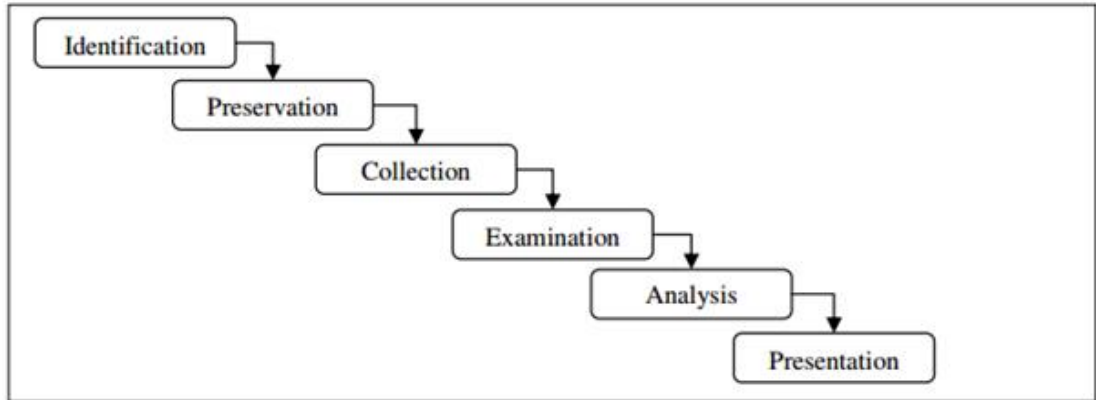 Identification
Preservation
Collection
Examination
Analysis
Presentation